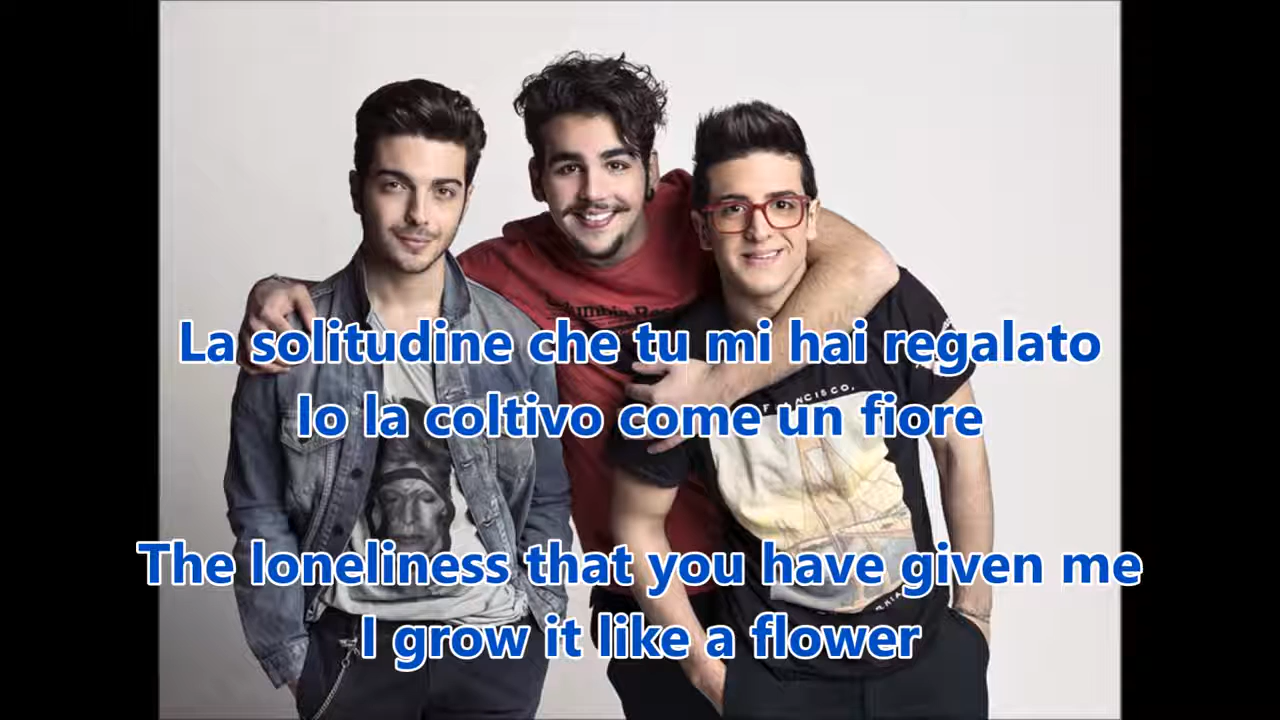 La solitudine che tu mi hai regalato
Io la coltivo come un fiore
FRANCISCO,
The loneliness that you have given me
I grow it like a flower